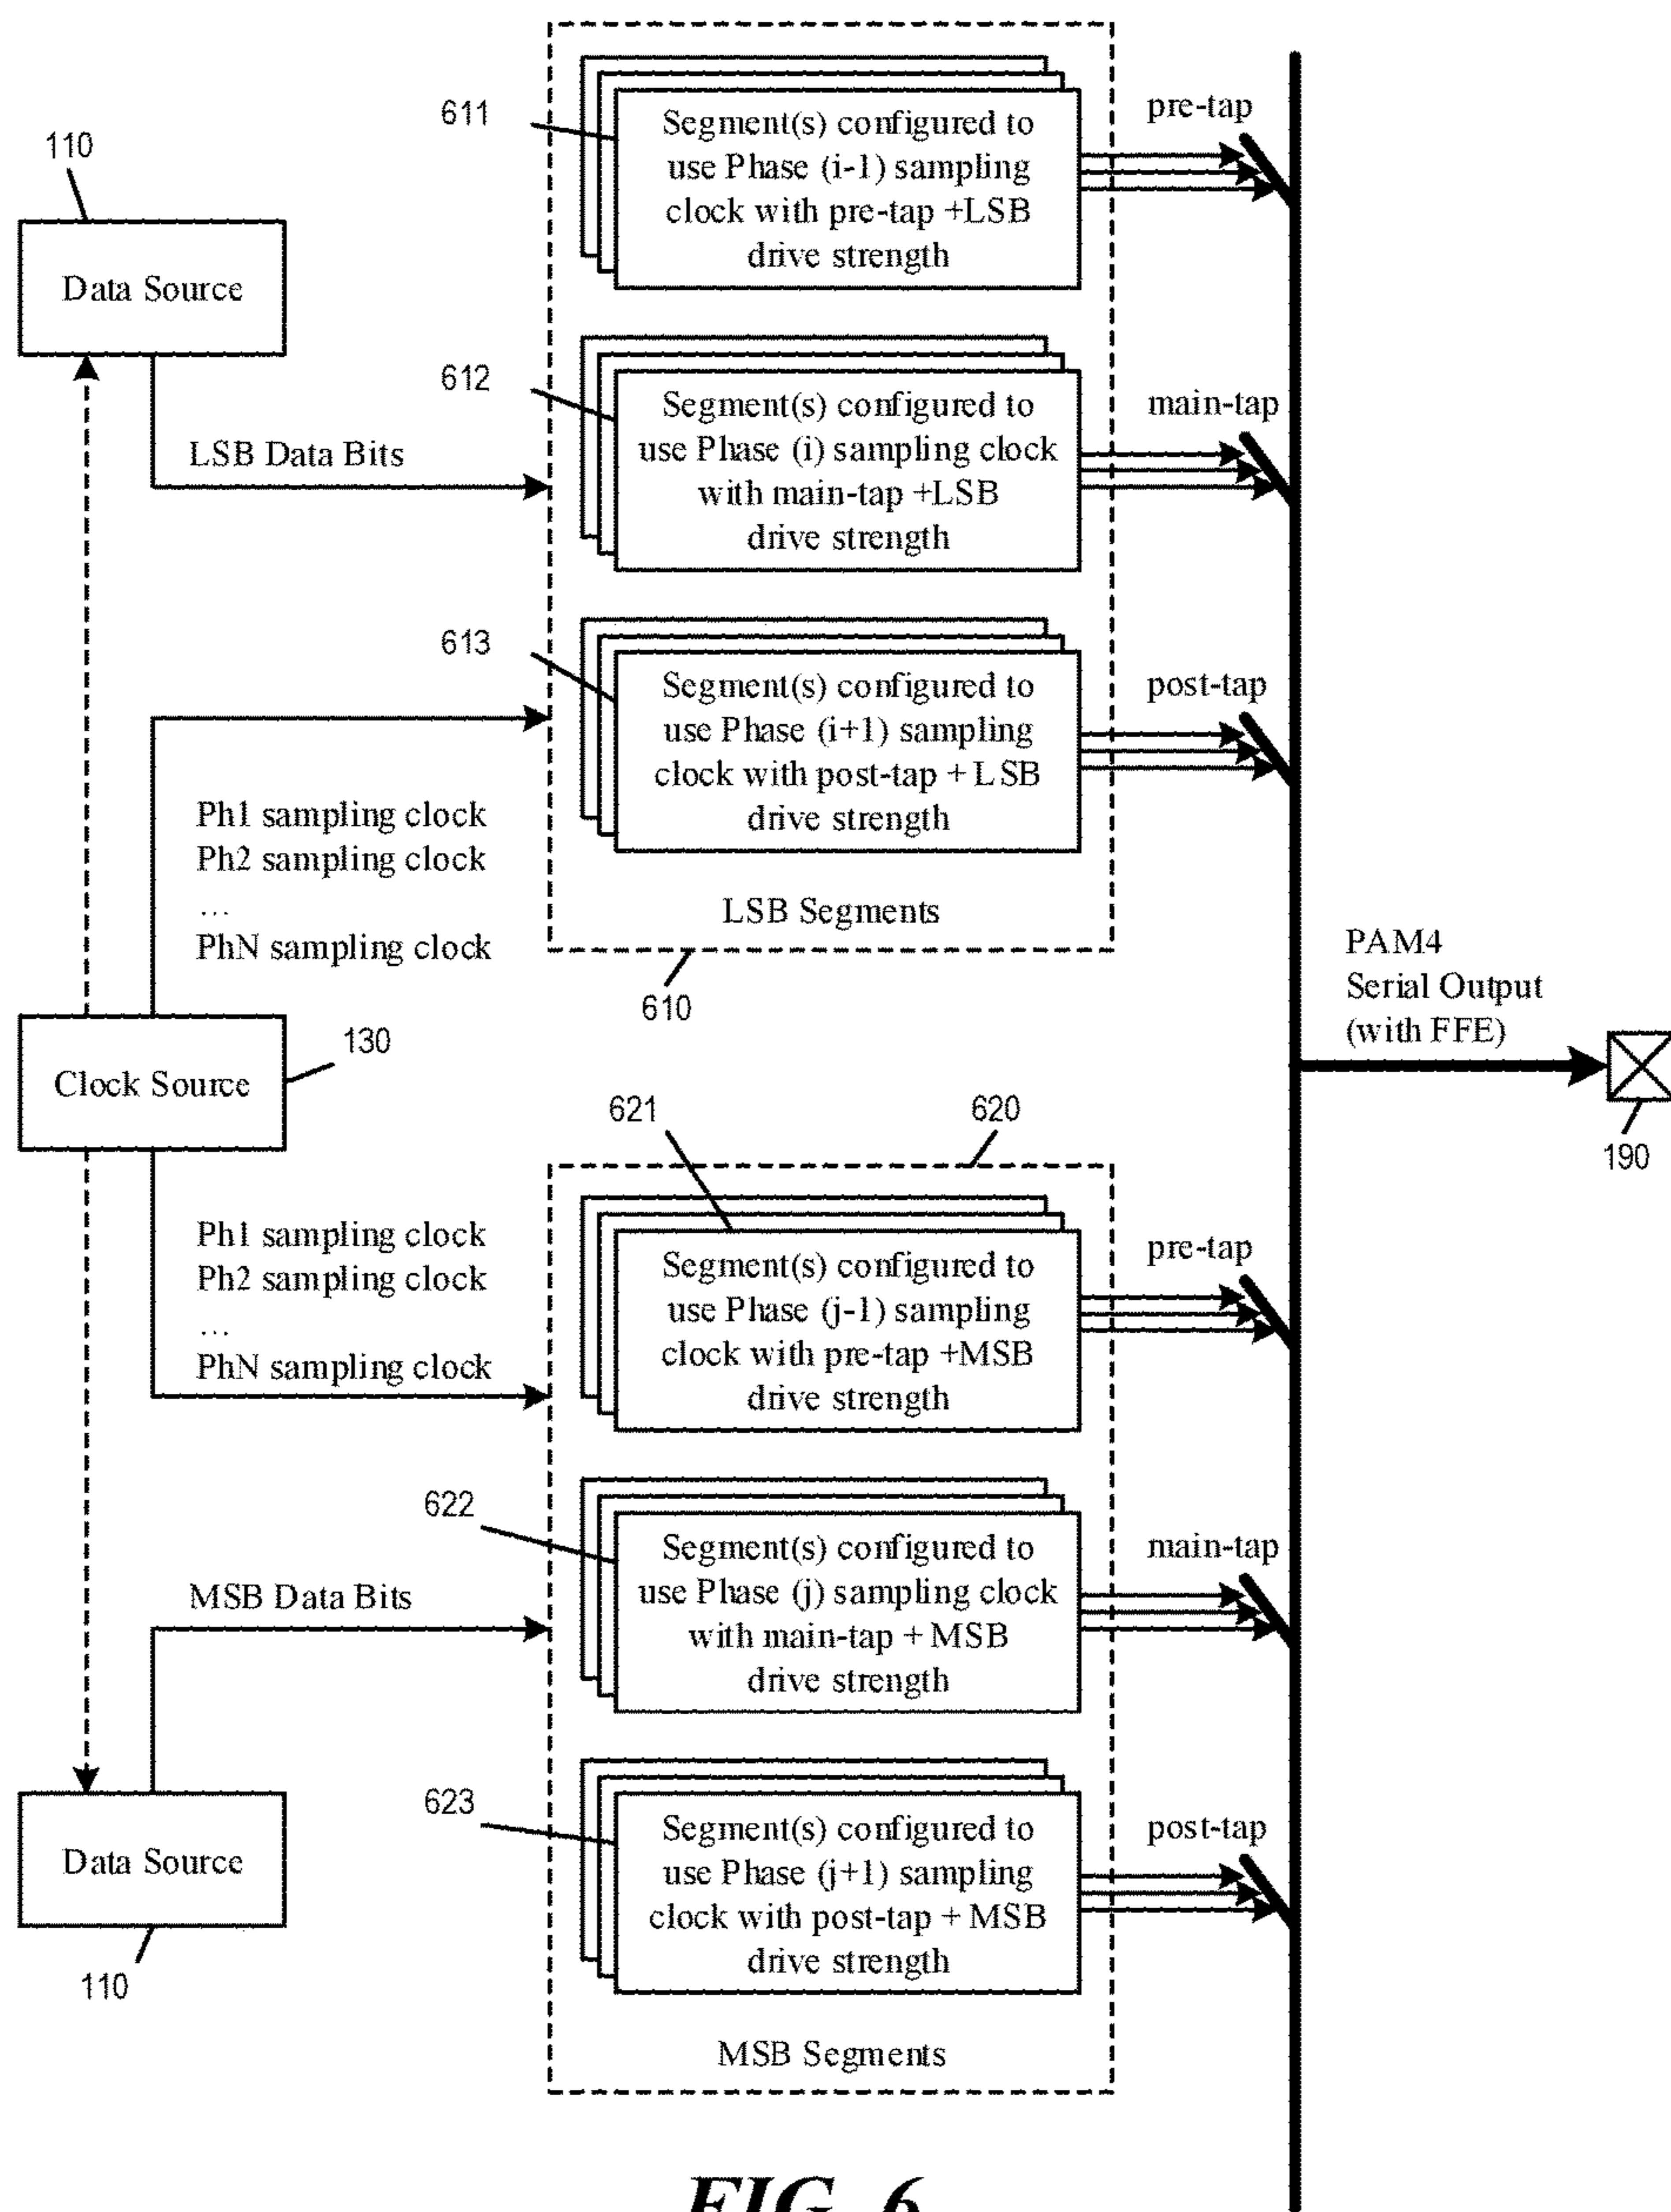 611
Segment(s) configured to
use Phase (i-1) sampling
clock with pre-tap +LSB
drive strength
pre-tap
110
Data Source
612
Segment(s) configured to
use Phase (i) sampling clock
with main-tap +LSB
drive strength
main-tap
LSB Data Bits
613
Segment(s) configured to
use Phase (i+1) sampling
clock with post-tap + LSB
drive strength
post-tap
Ph1 sampling clock
Ph2 sampling clock
...
PhN sampling clock
LSB Segments
610
PAM4
Serial Output
(with FFE)
190
Clock Source
130
621
620
Ph1 sampling clock
Ph2 sampling clock
...
PhN sampling clock
Segment(s) configured to
use Phase (j-1) sampling
clock with pre-tap +MSB
drive strength
pre-tap
622
Segment(s) configured to
use Phase (j) sampling clock
with main-tap + MSB
drive strength
main-tap
MSB Data Bits
623
Segment(s) configured to
use Phase (j+1) sampling
clock with post-tap + MSB
drive strength
post-tap
Data Source
110
MSB Segments
FIG. 6